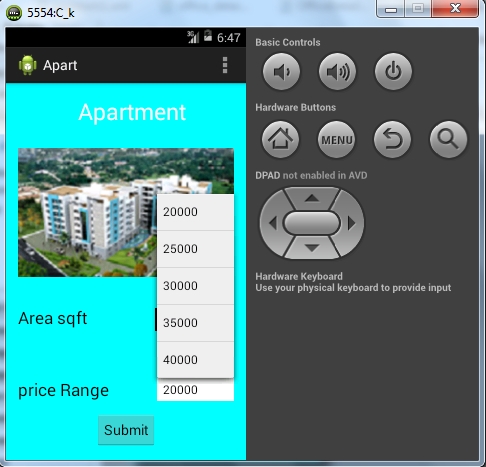 5554:C_k
3G 6:47
Apart
Apartment
20000
25000
30000
35000
40000
Area sqft
price Range
20000
Submit
Basic Controls
Hardware Buttons
MENU
DPAD not enabled in AVD
Hardware Keyboard
Use your physical keyboard to provide input